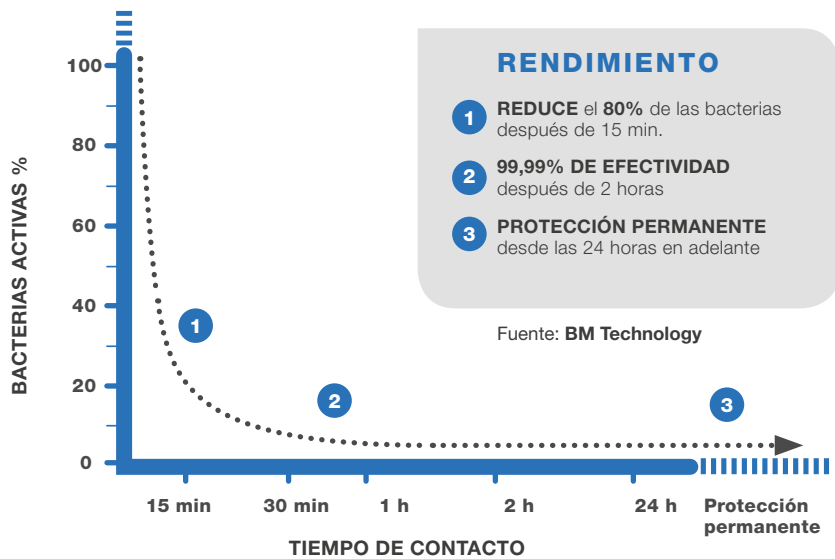 RENDIMIENTO
1 REDUCE el 80% de las bacterias
después de 15 min.
2 99,99% DE EFECTIVIDAD
después de 2 horas
3 PROTECCIÓN PERMANENTE
desde las 24 horas en adelante
Fuente: BM Technology
BACTERIAS ACTIVAS %
100
80
60
40
20
0
1
2
3
15 min
30 min
1 h
2 h
24 h
Protección
permanente
TIEMPO DE CONTACTO